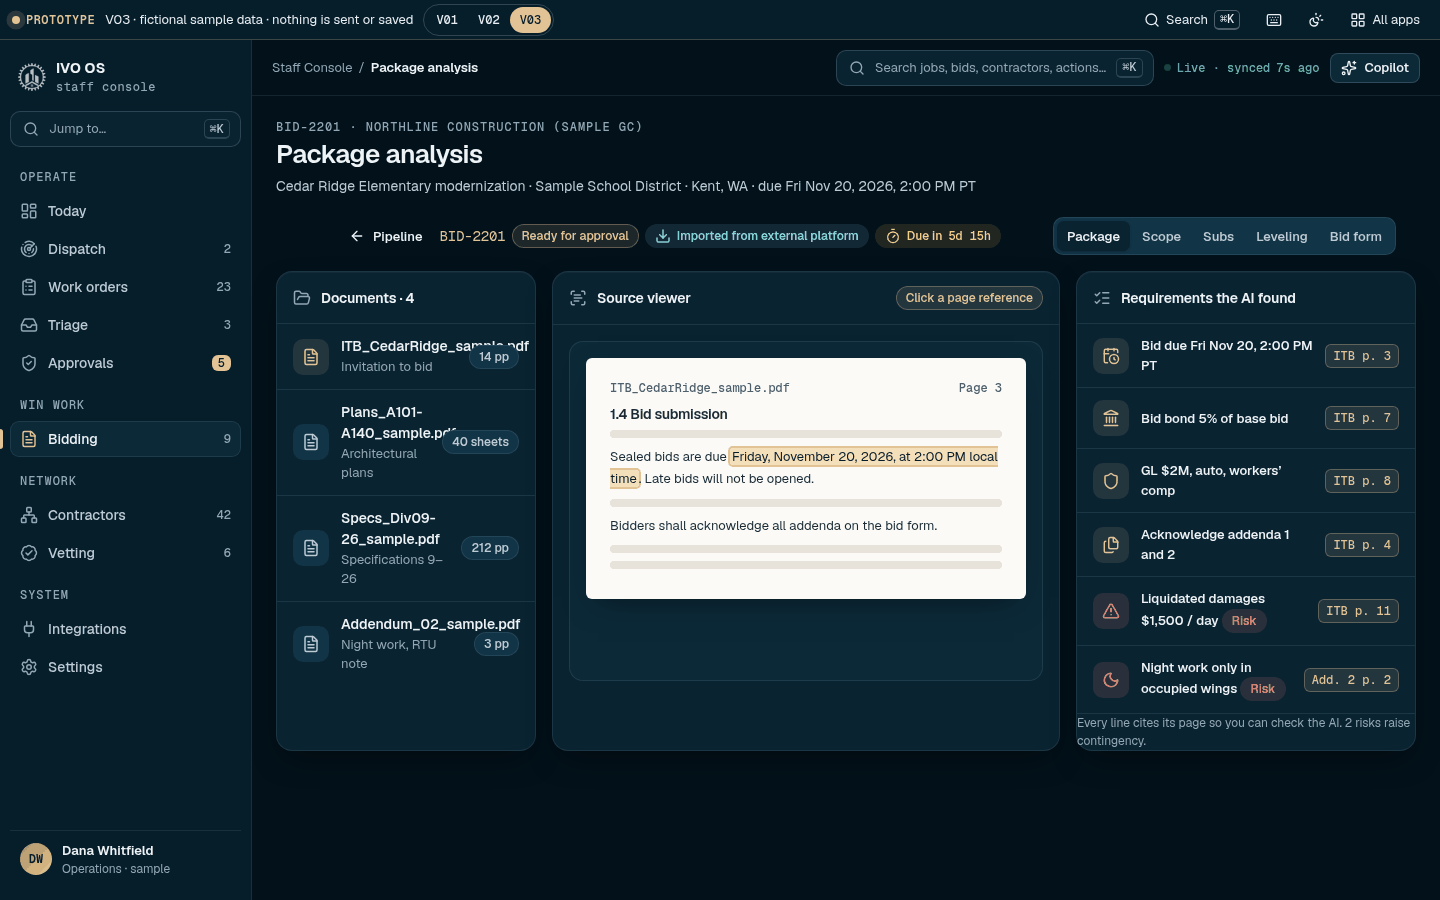 PROTOTYPE V03 · fictional sample data · nothing is sent or saved V01 V02 V03 Search ⌘K All apps
IVO OS
staff console
Staff Console / Package analysis Search jobs, bids, contractors, actions… ⌘K Live · synced 7s ago Copilot
Jump to… ⌘K
OPERATE
Today
Dispatch 2
Work orders 23
Triage 3
Approvals 5
WIN WORK
Bidding 9
NETWORK
Contractors 42
Vetting 6
SYSTEM
Integrations
Settings
DW Dana Whitfield
Operations · sample
BID-2201 · NORTHLINE CONSTRUCTION (SAMPLE GC)
Package analysis
Cedar Ridge Elementary modernization · Sample School District · Kent, WA · due Fri Nov 20, 2026, 2:00 PM PT
Pipeline BID-2201 Ready for approval Imported from external platform Due in 5d 15h
Package Scope Subs Leveling Bid form
Documents · 4
ITB_CedarRidge_sample.pdf
Invitation to bid
14 pp
Plans_A101-
A140_sample.pdf
40 sheets
Architectural
plans
Specs_Div09-
26_sample.pdf
212 pp
Specifications 9–
26
Addendum_02_sample.pdf
Night work, RTU
note
3 pp
Source viewer Click a page reference
ITB_CedarRidge_sample.pdf Page 3
1.4 Bid submission
Sealed bids are due Friday, November 20, 2026, at 2:00 PM local
time. Late bids will not be opened.
Bidders shall acknowledge all addenda on the bid form.
Requirements the AI found
Bid due Fri Nov 20, 2:00 PM
PT
ITB p. 3
Bid bond 5% of base bid ITB p. 7
GL $2M, auto, workers’
comp
ITB p. 8
Acknowledge addenda 1
and 2
ITB p. 4
Liquidated damages
$1,500 / day Risk
ITB p. 11
Night work only in
occupied wings Risk
Add. 2 p. 2
Every line cites its page so you can check the AI. 2 risks raise
contingency.